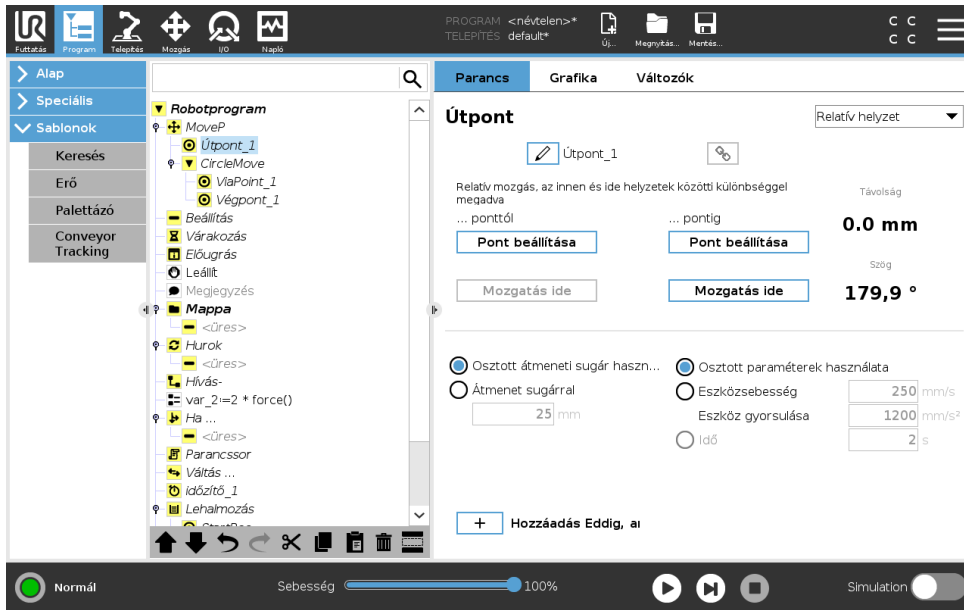 PROGRAM <névtelen>*
TELEPÍTÉS default*
Futtatás
Program
Telepítés
Mozgás
I/O
Napló
Új...
Megnyitás...
Mentés...
C C
C C
Alap
Speciális
Sablonok
Keresés
Erő
Palettázó
Conveyor
Tracking
Robotprogram
MoveP
Útpont_1
CircleMove
ViaPoint_1
Végpont_1
Beállítás
Várakozás
Előugrás
Leállít
Megjegyzés
Mappa
<üres>
Hurok
<üres>
Hívás-
var_2≔2 * force()
Ha ...
<üres>
Parancssor
Váltás ...
időzítő_1
Lehalmozás
Parancs
Grafika
Változók
Útpont
Relatív helyzet
Útpont_1
Relatív mozgás, az innen és ide helyzetek közötti különbséggel
megadva
... ponttól
... pontig
Pont beállítása
Pont beállítása
Mozgatás ide
Mozgatás ide
Távolság
0.0 mm
Szög
179,9 °
Osztott átmeneti sugár haszn...
Átmenet sugárral
25 mm
Osztott paraméterek használata
Eszközsebesség 250 mm/s
Eszköz gyorsulása 1200 mm/s²
Idő 2 s
+ Hozzáadás Eddig, ai
Normál
Sebesség
100%
Simulation